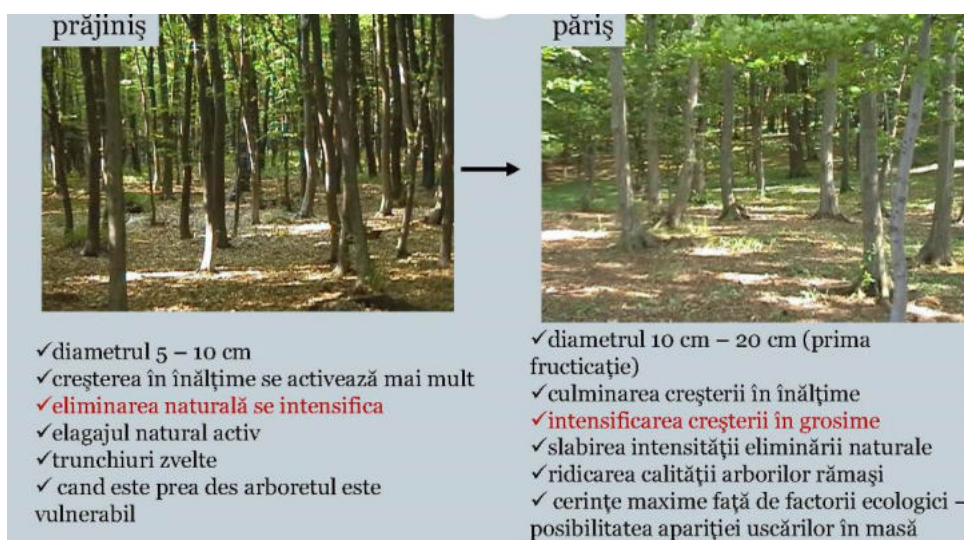 prăjiniş
păriş
✓diametrul 5 – 10 cm
✓creşterea în înălţime se activează mai mult
✓eliminarea naturală se intensifica
✓elagajul natural activ
✓trunchiuri zvelte
✓ cand este prea des arboretul este
vulnerabil
✓diametrul 10 cm – 20 cm (prima
fructicaţie)
✓culminarea creşterii în înălţime
✓intensificarea creşterii în grosime
✓slabirea intensităţii eliminării naturale
✓ridicarea calităţii arborilor rămaşi
✓ cerinţe maxime faţă de factorii ecologici –
posibilitatea apariţiei uscărilor în masă